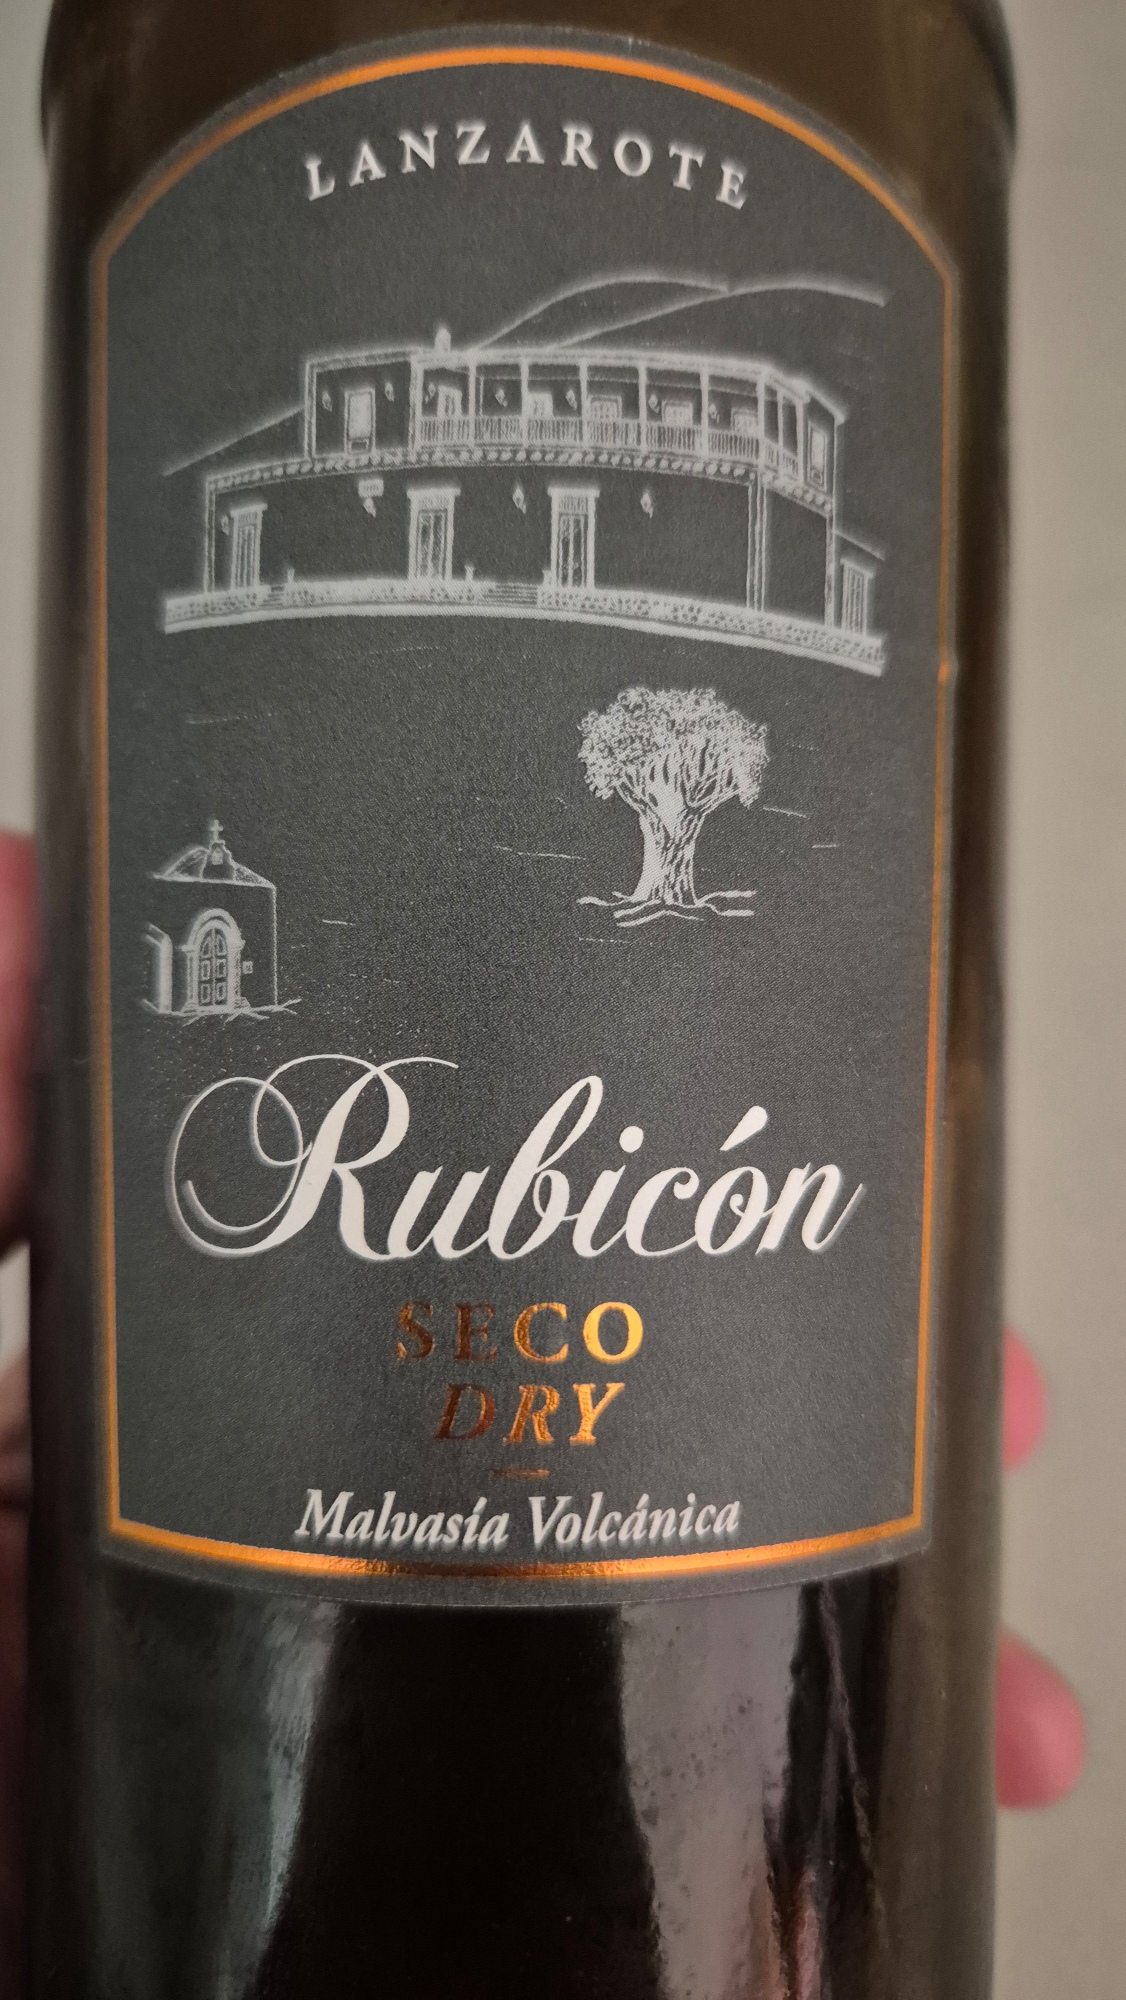 LANZAROTE
Rubicón
SECO
DRY
Malvasía Volcánica